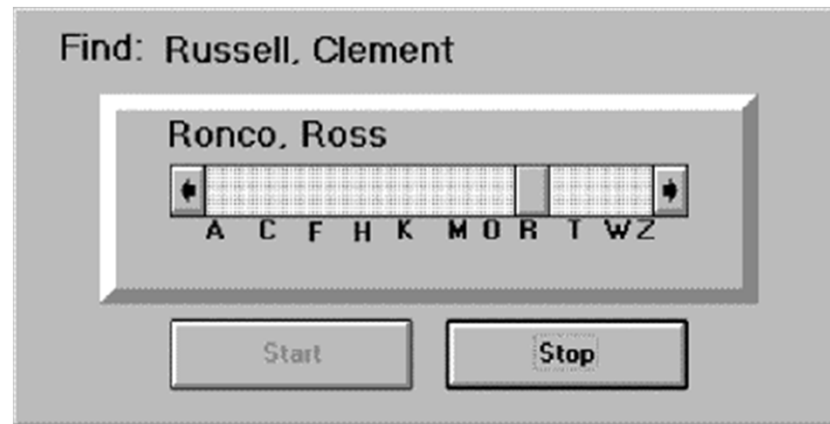 Find: Russell, Clement
Ronco, Ross
A C F H K M O R T W Z
Start Stop